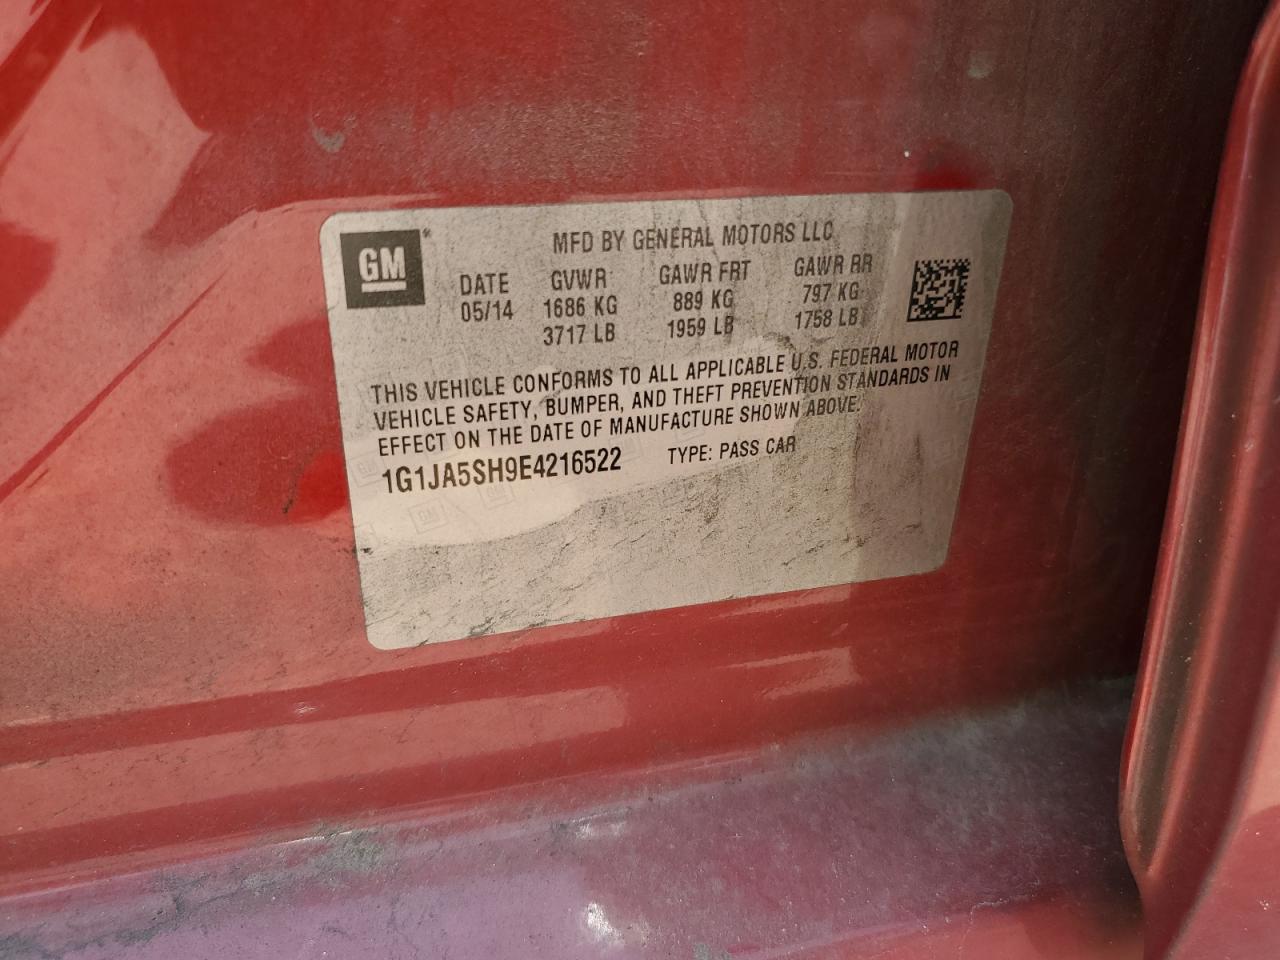 GM
MFD BY GENERAL MOTORS LLC
DATE GVWR GAWR FRT GAWR RR
05/14 1686 KG 889 KG 797 KG
3717 LB 1959 LB 1758 LB
THIS VEHICLE CONFORMS TO ALL APPLICABLE U.S. FEDERAL MOTOR
VEHICLE SAFETY, BUMPER, AND THEFT PREVENTION STANDARDS IN
EFFECT ON THE DATE OF MANUFACTURE SHOWN ABOVE.
1G1JA5SH9E4216522 TYPE: PASS CAR